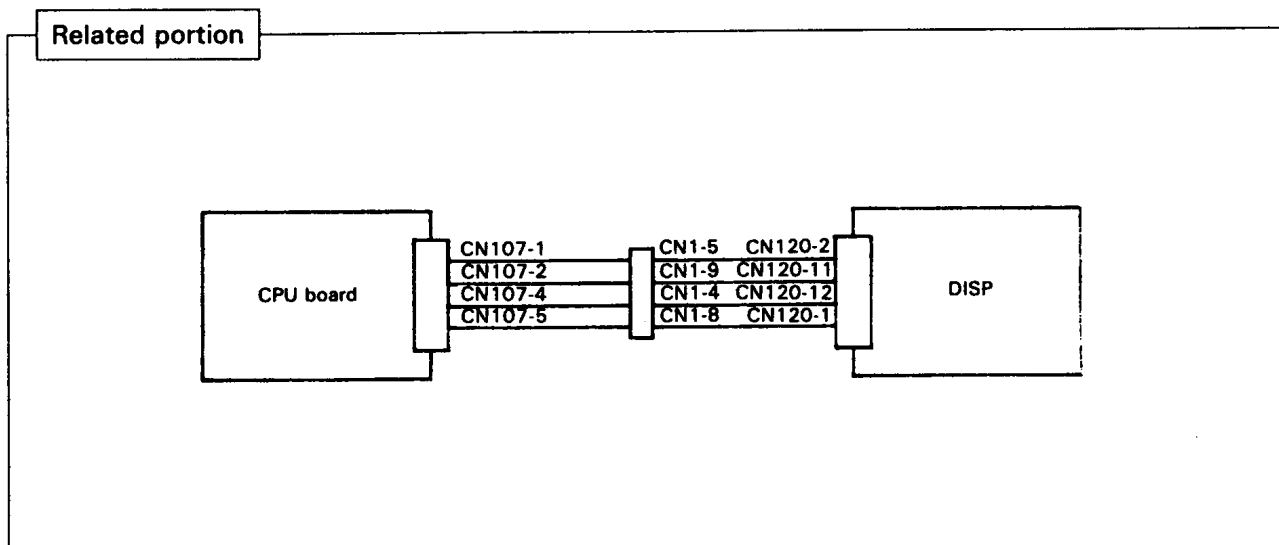 Related portion
CN107-1 CN1-5 CN120-2
CN107-2 CN1-9 CN120-11
CPU board CN107-4 CN1-4 CN120-12 DISP
CN107-5 CN1-8 CN120-1